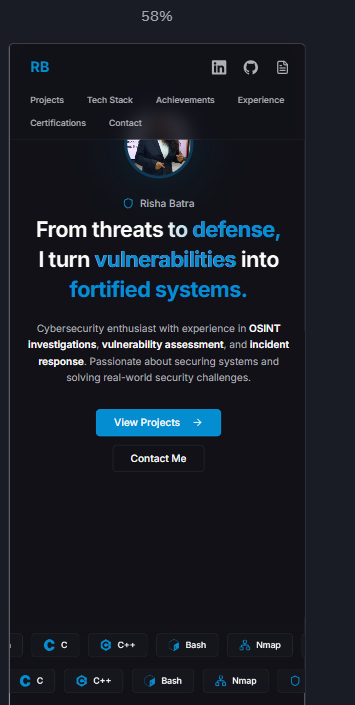 58%
RB
Projects Tech Stack Achievements Experience
Certifications Contact
Risha Batra
From threats to defense,
I turn vulnerabilities into
fortified systems.
Cybersecurity enthusiast with experience in OSINT
investigations, vulnerability assessment, and incident
response. Passionate about securing systems and
solving real-world security challenges.
View Projects →
Contact Me
C C++ Bash Nmap
C C++ Bash Nmap